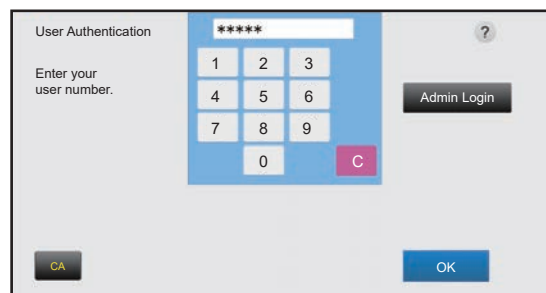 User Authentication
*****
?
Enter your
user number.
1 2 3
4 5 6
7 8 9
0 C
Admin Login
CA
OK